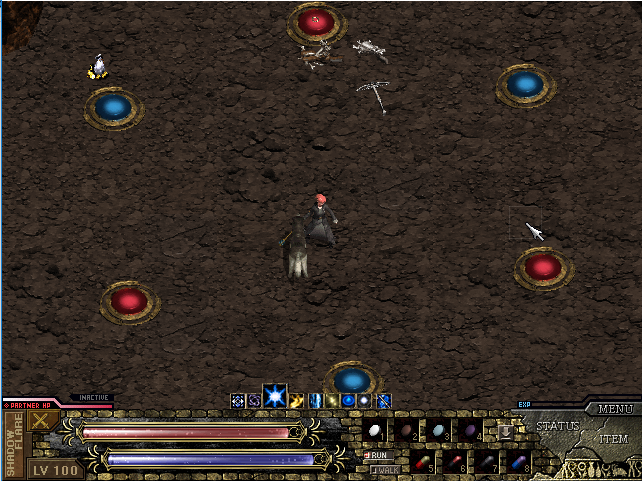 PARTNER HP
INACTIVE
EXP
MENU
SHADOW
FLARE
LV 100
RUN
WALK
1
2
3
4
5
6
7
8
STATUS
ITEM